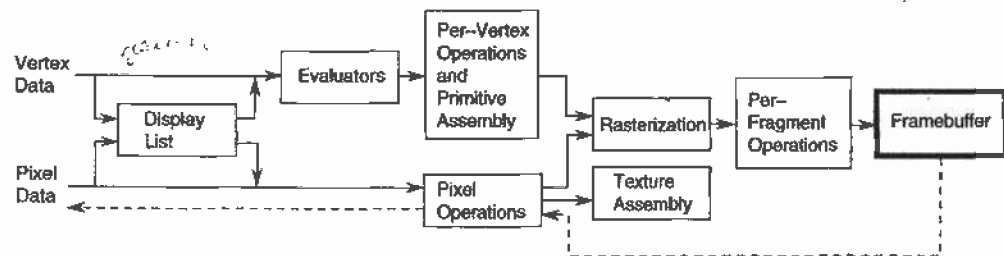 Vertex
Data
Display
List
Pixel
Data
Evaluators
Per-Vertex
Operations
and
Primitive
Assembly
Pixel
Operations
Rasterization
Texture
Assembly
Per-
Fragment
Operations
Framebuffer